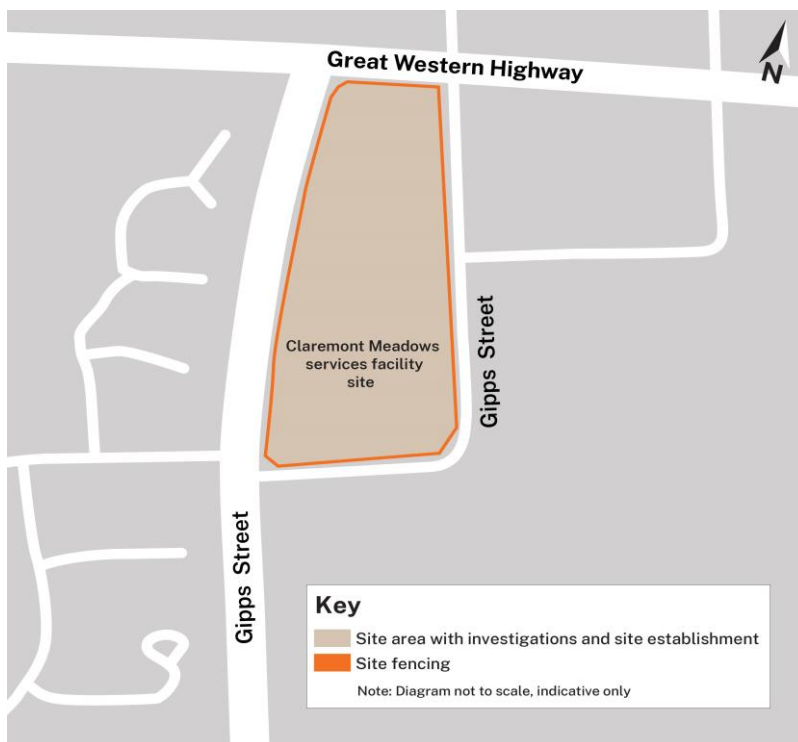 Great Western Highway
N
Claremont Meadows
services facility
site
Gipps Street
Gipps Street
Key
Site area with investigations and site establishment
Site fencing
Note: Diagram not to scale, indicative only